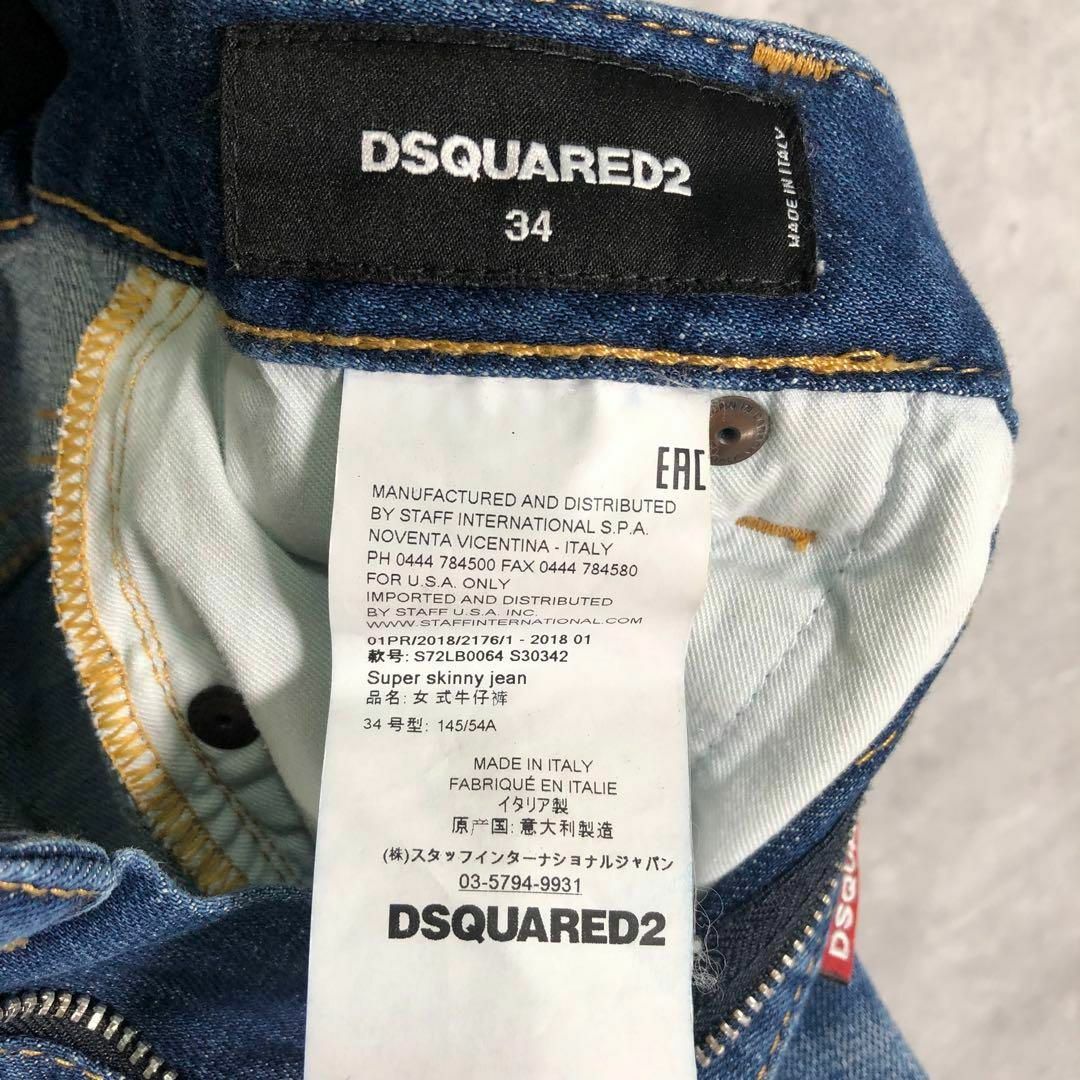 DSQUARED2
34
MADE IN ITALY
EAC
MANUFACTURED AND DISTRIBUTED
BY STAFF INTERNATIONAL S.P.A.
NOVENTA VICENTINA - ITALY
PH 0444 784500 FAX 0444 784580
FOR U.S.A. ONLY
IMPORTED AND DISTRIBUTED
BY STAFF U.S.A. INC.
WWW.STAFFINTERNATIONAL.COM
01PR/2018/2176/1 - 2018 01
款号: S72LB0064 S30342
Super skinny jean
品名: 女 式牛仔裤
34 号型: 145/54A
MADE IN ITALY
FABRIQUÉ EN ITALIE
イタリア製
原产国: 意大利製造
(株)スタッフインターナショナルジャパン
03-5794-9931
DSQUARED2
DSQUA